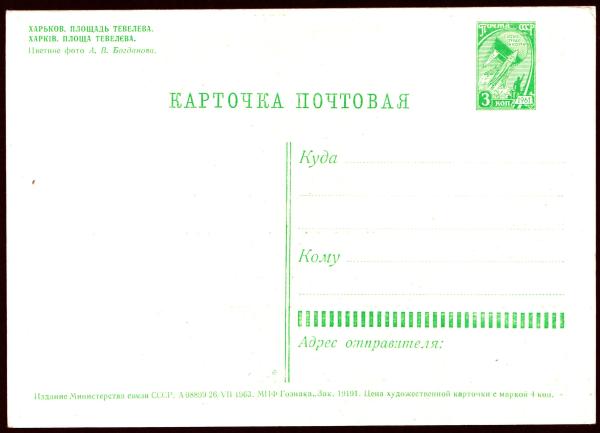 ХАРЬКОВ. ПЛОЩАДЬ ТЕВЕЛЕВА.
ХАРКІВ. ПЛОЩА ТЕВЕЛЄВА.
Цветное фото А. П. Богданова.
ПОЧТА СССР
3 КОП. 1961
КАРТОЧКА ПОЧТОВАЯ
Куда
Кому
Адрес отправителя:
Издание Министерства связи СССР. А 08899 26/VII 1963. МПФ Гознака. Зак. 19191. Цена художественной карточки с маркой 4 коп.